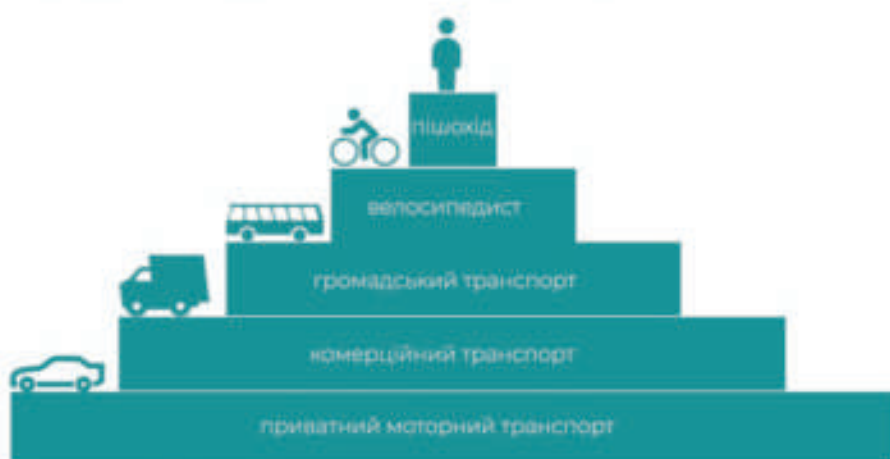 пішохід
велосипедист
громадський транспорт
комерційний транспорт
приватний моторний транспорт